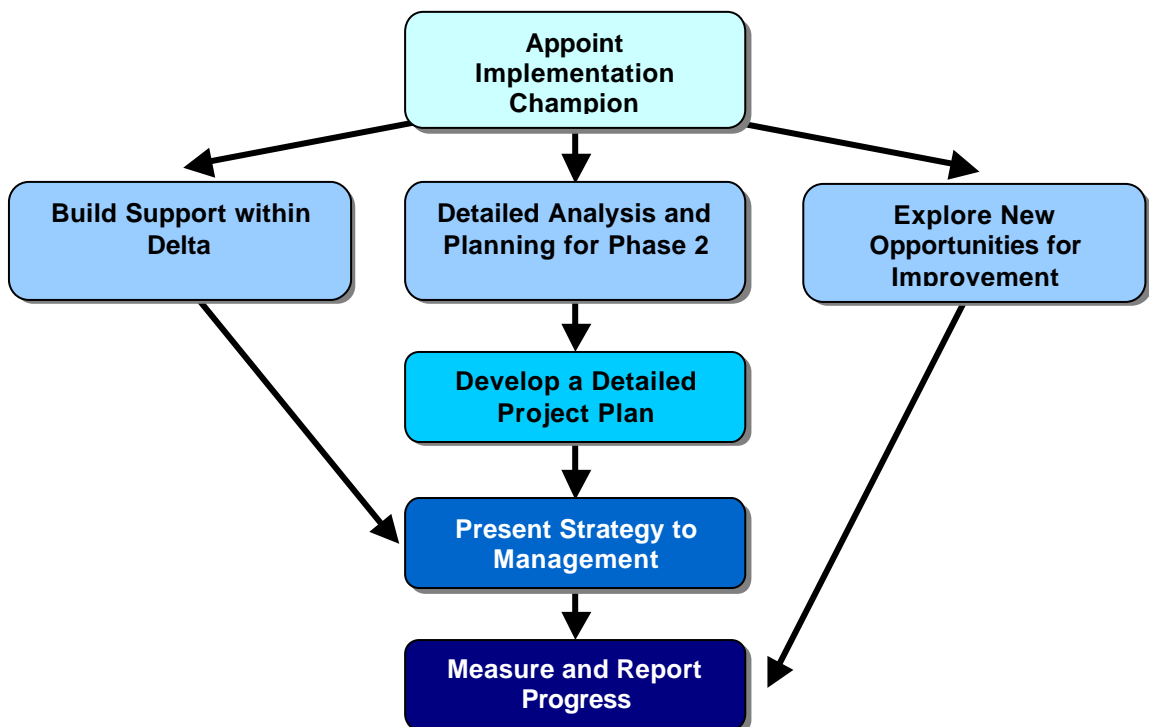 Appoint
Implementation
Champion
Build Support within
Delta
Detailed Analysis and
Planning for Phase 2
Explore New
Opportunities for
Improvement
Develop a Detailed
Project Plan
Present Strategy to
Management
Measure and Report
Progress